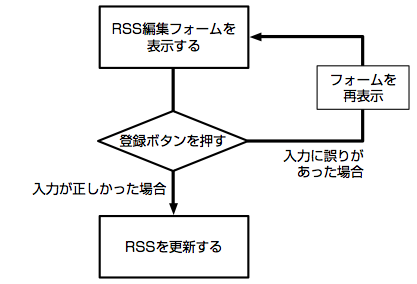 RSS編集フォームを
表示する
フォームを
再表示
登録ボタンを押す
入力に誤りが
あった場合
入力が正しかった場合
RSSを更新する